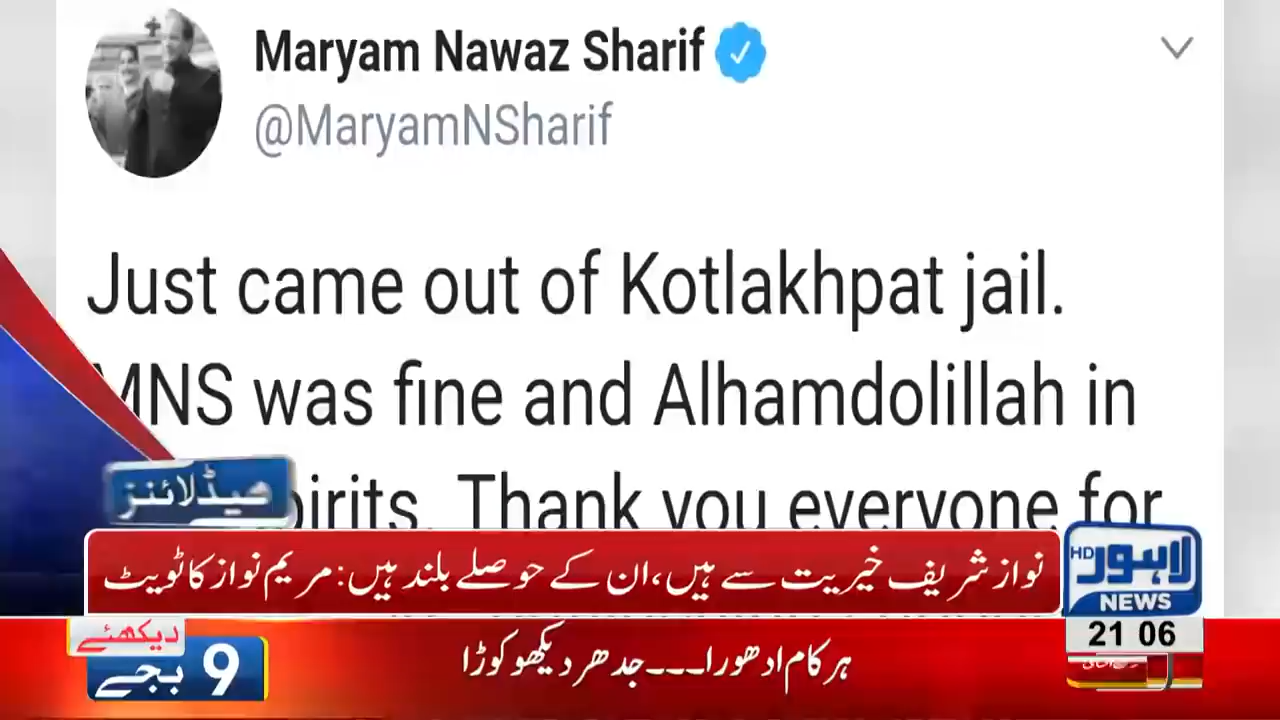 Maryam Nawaz Sharif
@MaryamNSharif
Just came out of Kotlakhpat jail.
MNS was fine and Alhamdolillah in
pirits. Thank you everyone for
ہیڈلائنز
نواز شریف خیریت سے ہیں، ان کے حوصلے بلند ہیں: مریم نواز کا ٹویٹ
لاہور HD
NEWS
21 06
دیکھئے
9 بجے
ہر کام ادھورا۔۔۔جدھر دیکھو کوڑا